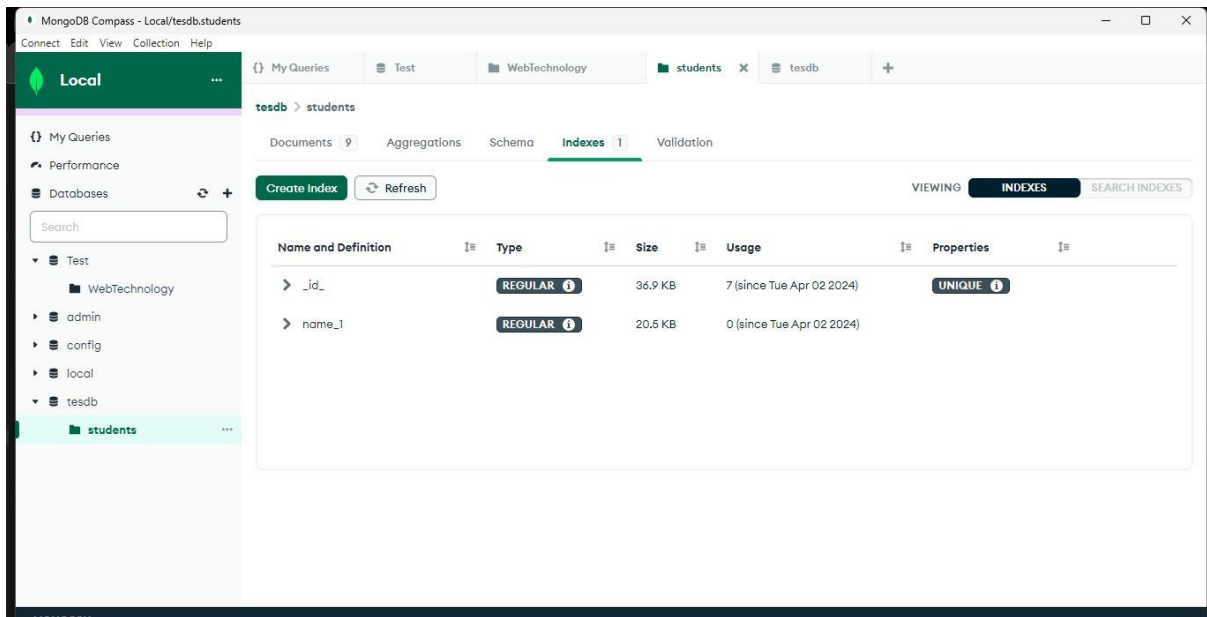 MongoDB Compass - Local/tesdb.students
Connect Edit View Collection Help
Local ...
{} My Queries
Performance
Databases
Search
Test
WebTechnology
admin
config
local
tesdb
students ...
{} My Queries Test WebTechnology students tesdb
tesdb > students
Documents 9 Aggregations Schema Indexes 1 Validation
Create Index Refresh VIEWING INDEXES SEARCH INDEXES
Name and Definition Type Size Usage Properties
_id_ REGULAR 36.9 KB 7 (since Tue Apr 02 2024) UNIQUE
name_1 REGULAR 20.5 KB 0 (since Tue Apr 02 2024)